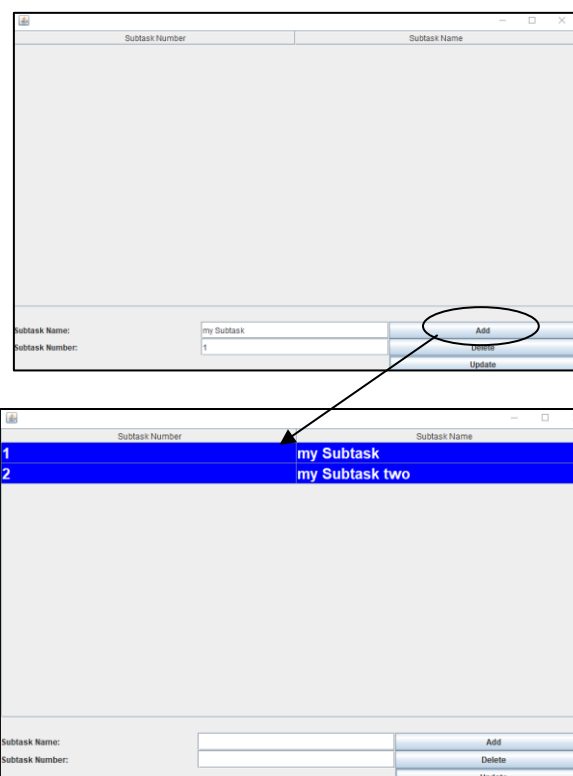 Subtask Number Subtask Name
Subtask Name: my Subtask Add
Subtask Number: 1 Delete
Update
Subtask Number Subtask Name
1 my Subtask
2 my Subtask two
Subtask Name: Add
Subtask Number: Delete
Update